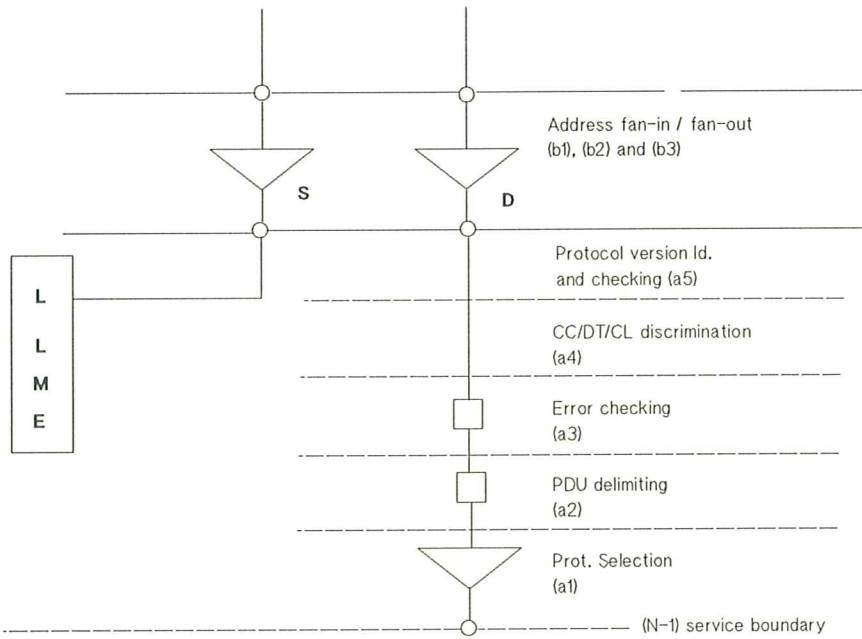 Address fan-in / fan-out
(b1), (b2) and (b3)
S
D
Protocol version Id.
and checking (a5)
L
L
M
E
CC/DT/CL discrimination
(a4)
Error checking
(a3)
PDU delimiting
(a2)
Prot. Selection
(a1)
(N-1) service boundary